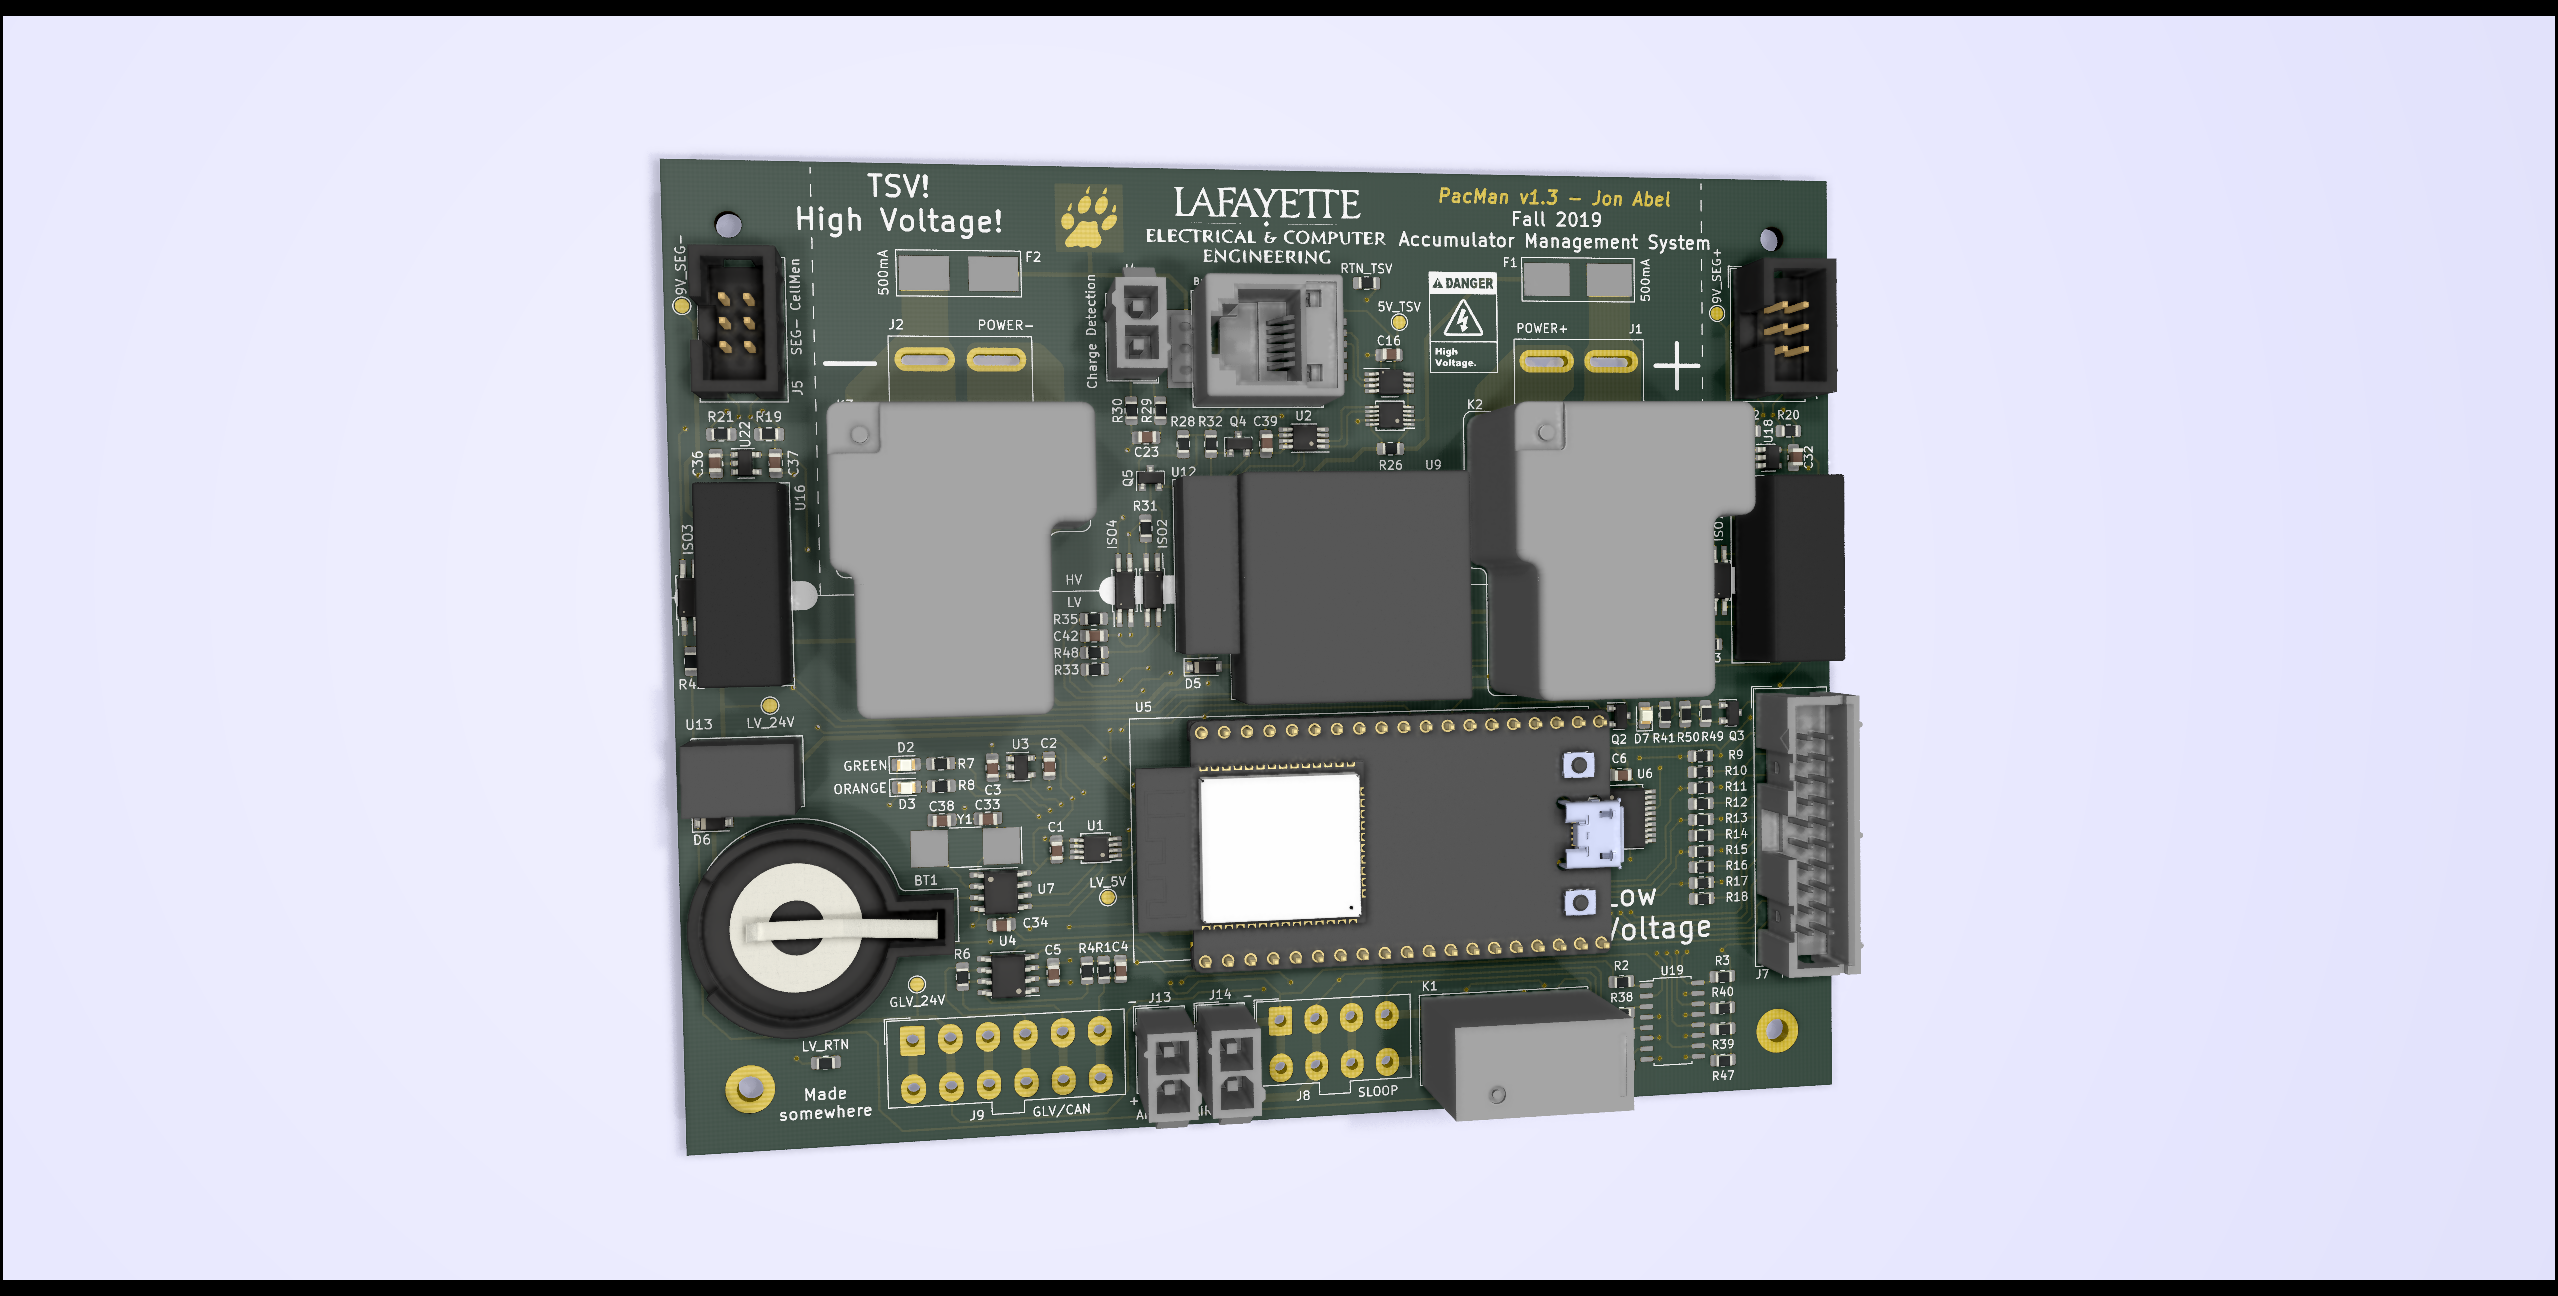 TSV!
High Voltage!
LAFAYETTE
ELECTRICAL & COMPUTER
ENGINEERING
PacMan v1.3 – Jon Abel
Fall 2019
Accumulator Management System
9V_SEG-
SEG- CellMen
J5
500mA
F2
J2
POWER-
Charge Detection
RTN_TSV
5V_TSV
C16
DANGER
High
Voltage.
F1
500mA
POWER+
J1
9V_SEG+
R21
R19
U22
C36
C37
U16
ISO3
R30
R29
C23
R28
R32
Q4
C39
U2
R26
U9
K2
R20
U18
C32
Q5
U12
R31
ISO4
ISO2
HV
LV
R35
C42
R48
R33
D5
LV_24V
U13
D6
U5
GREEN
D2
R7
ORANGE
D3
R8
U3
C2
C3
C38
C33
Y1
C1
U1
BT1
U7
C34
LV_5V
U4
R6
C5
R4
R1
C4
GLV_24V
Q2
D7
R41
R50
R49
Q3
C6
U6
R9
R10
R11
R12
R13
R14
R15
R16
R17
R18
J7
R2
R38
U19
R3
R40
R39
R47
LV_RTN
Made
somewhere
J9
GLV/CAN
J13
J14
J8
SLOOP
K1